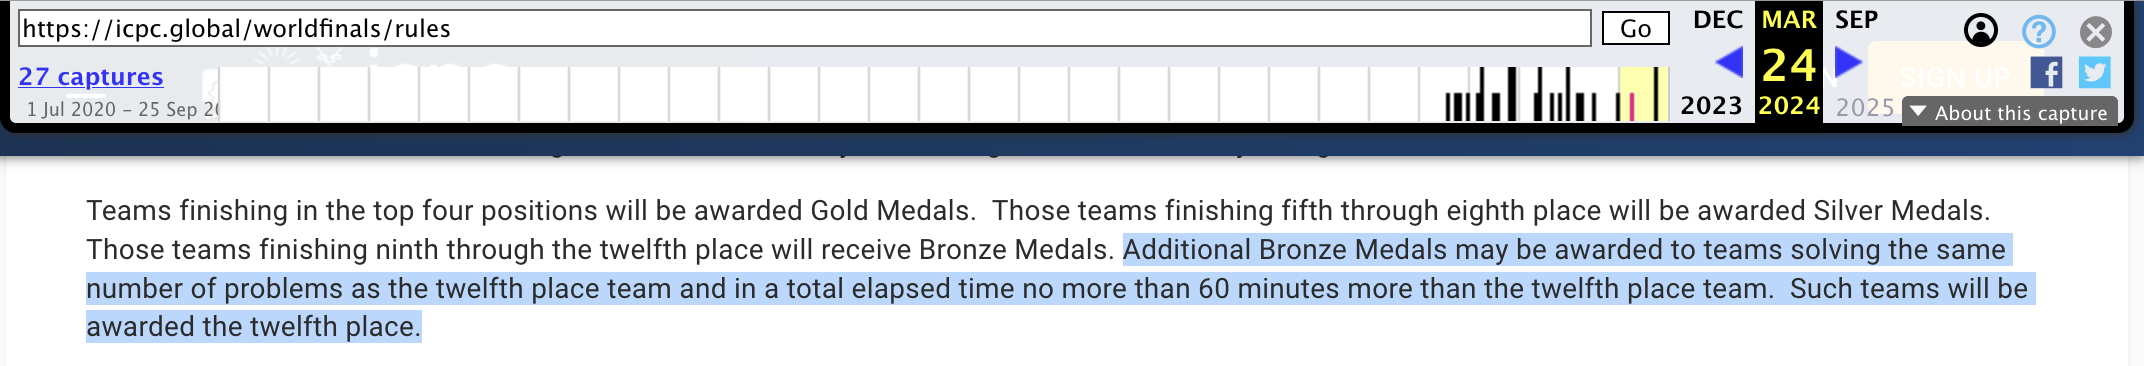 https://icpc.global/worldfinals/rules
Go
DEC MAR SEP
27 captures
24
SIGN UP
1 Jul 2020 – 25 Sep 20
2023 2024 2025
▼ About this capture
Teams finishing in the top four positions will be awarded Gold Medals.  Those teams finishing fifth through eighth place will be awarded Silver Medals.
Those teams finishing ninth through the twelfth place will receive Bronze Medals. Additional Bronze Medals may be awarded to teams solving the same
number of problems as the twelfth place team and in a total elapsed time no more than 60 minutes more than the twelfth place team.  Such teams will be
awarded the twelfth place.